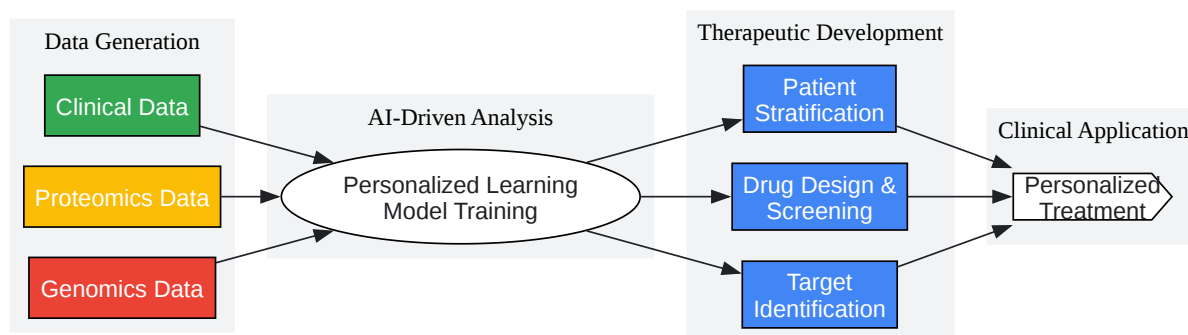 Data Generation
Clinical Data
Proteomics Data
Genomics Data
AI-Driven Analysis
Personalized Learning
Model Training
Therapeutic Development
Patient
Stratification
Drug Design &
Screening
Target
Identification
Clinical Application
Personalized
Treatment